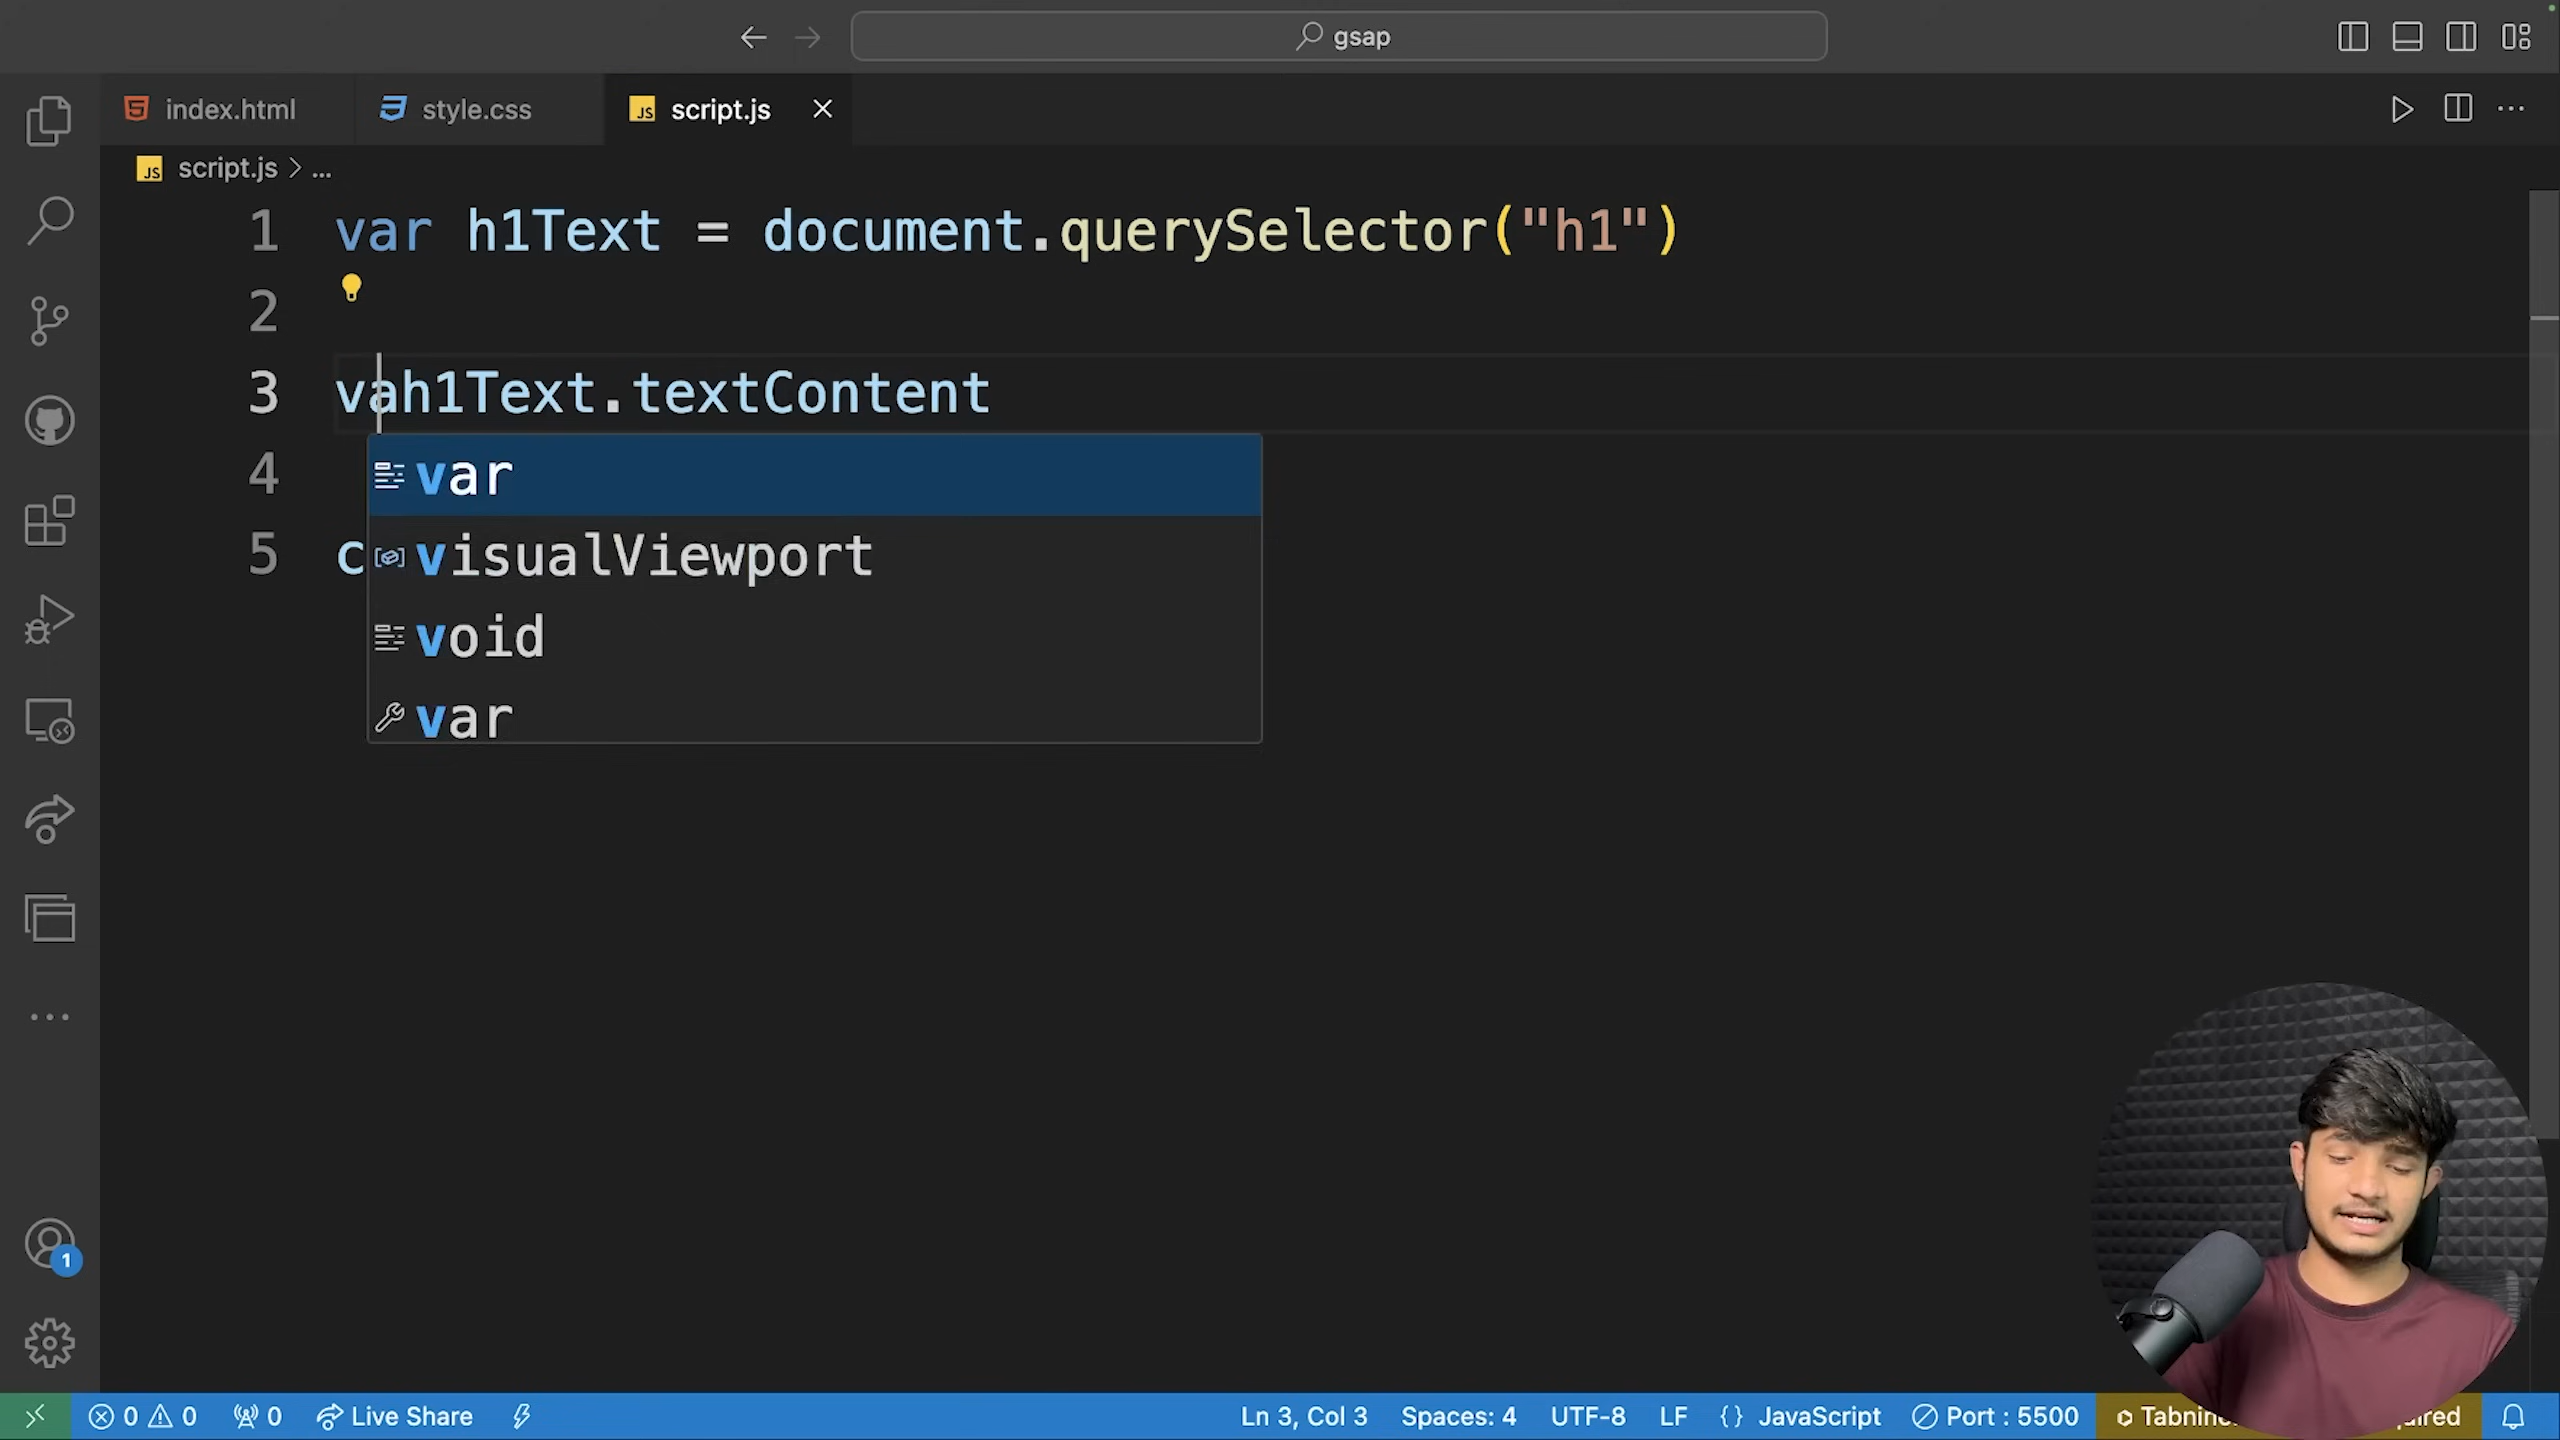 gsap
index.html
style.css
JS script.js
JS script.js > ...
1 var h1Text = document.querySelector("h1")
2
3 vah1Text.textContent
var
4
visualViewport
5 c
void
var
1
0 0 0 Live Share Ln 3, Col 3 Spaces: 4 UTF-8 LF {} JavaScript Port : 5500